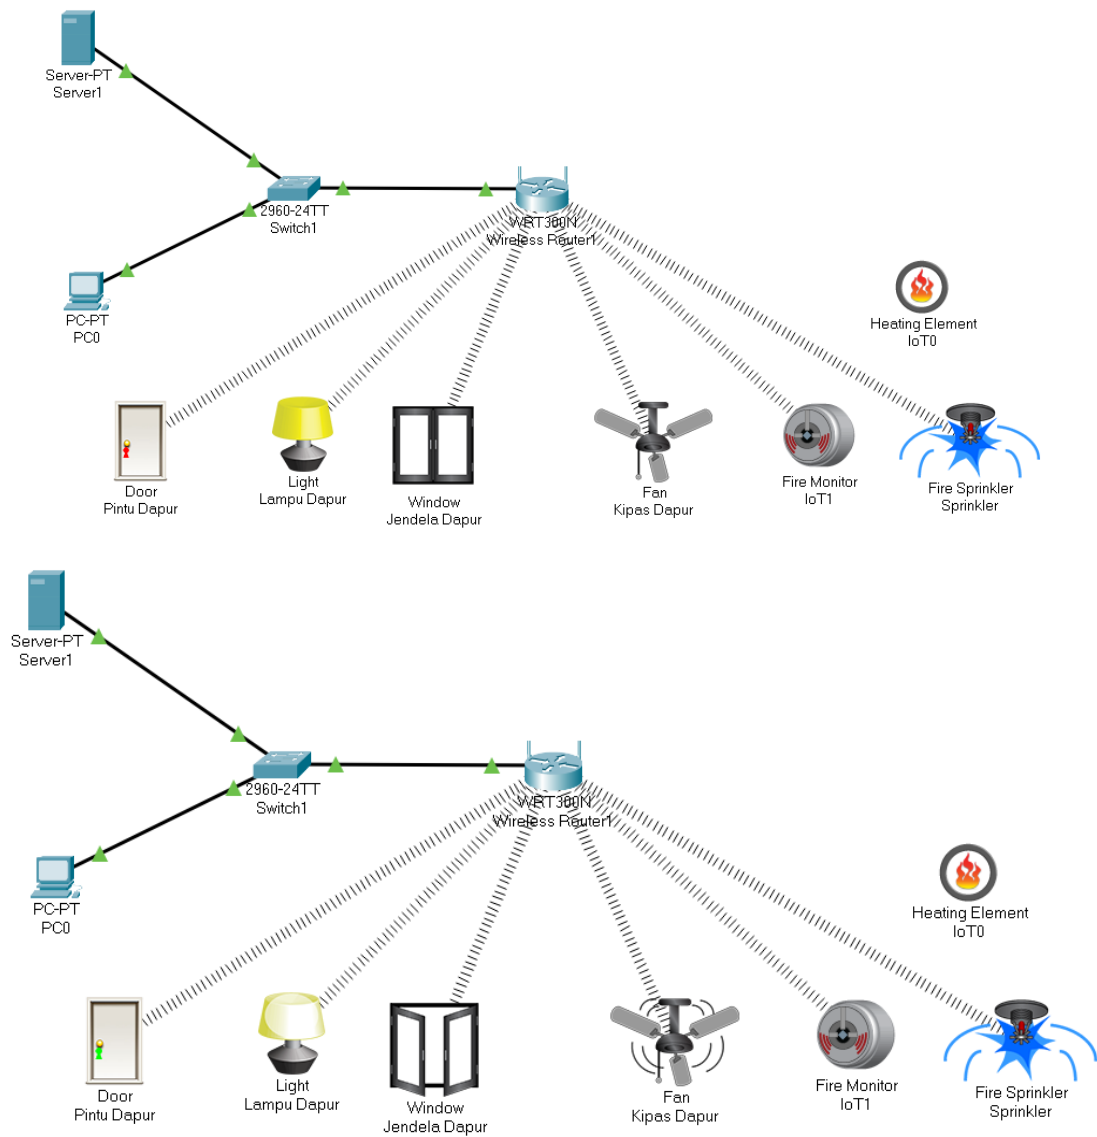 Server-PT
Server1
2960-24TT
Switch1
WRT300N
Wireless Router1
PC-PT
PC0
Heating Element
IoT0
Door
Pintu Dapur
Light
Lampu Dapur
Window
Jendela Dapur
Fan
Kipas Dapur
Fire Monitor
IoT1
Fire Sprinkler
Sprinkler
Server-PT
Server1
2960-24TT
Switch1
WRT300N
Wireless Router1
PC-PT
PC0
Heating Element
IoT0
Door
Pintu Dapur
Light
Lampu Dapur
Window
Jendela Dapur
Fan
Kipas Dapur
Fire Monitor
IoT1
Fire Sprinkler
Sprinkler